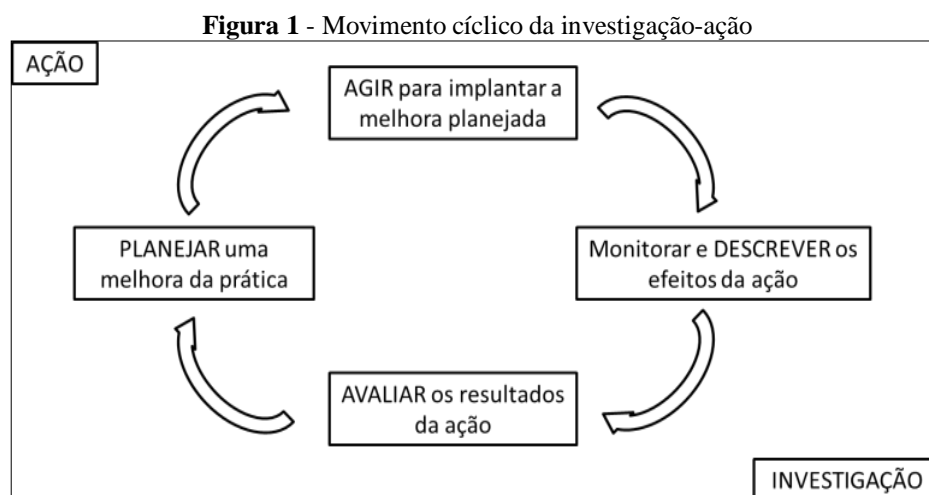 Figura 1 - Movimento cíclico da investigação-ação
AÇÃO
AGIR para implantar a
melhora planejada
PLANEJAR uma
melhora da prática
Monitorar e DESCREVER os
efeitos da ação
AVALIAR os resultados
da ação
INVESTIGAÇÃO